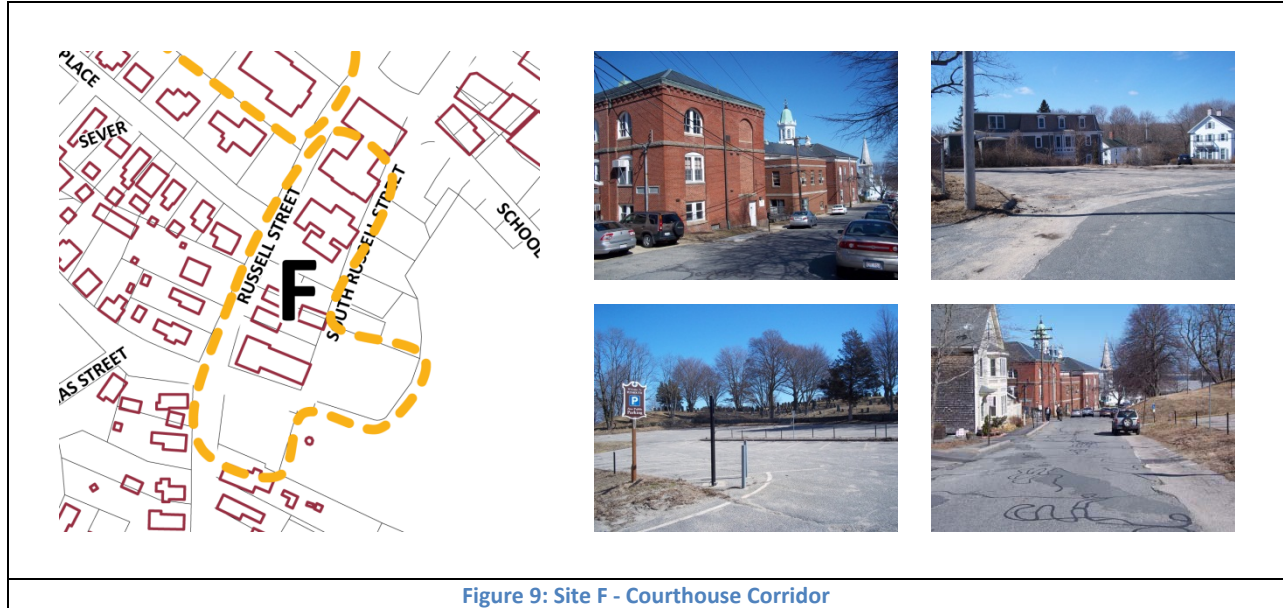 PLACE
SEVER
RUSSELL STREET
SOUTH RUSSELL STREET
SCHOOL
AS STREET
F
P
Figure 9: Site F - Courthouse Corridor